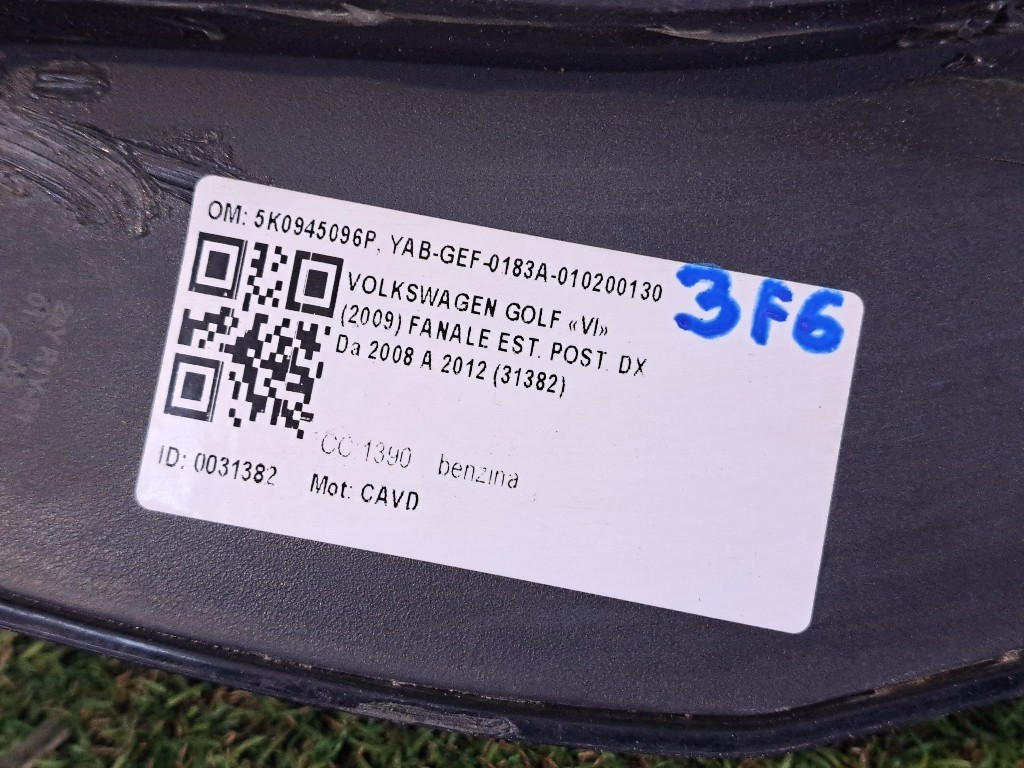 OM: 5K0945096P, YAB-GEF-0183A-010200130
3F6
VOLKSWAGEN GOLF «VI»
(2009) FANALE EST. POST. DX
Da 2008 A 2012 (31382)
CC:1390 benzina
ID: 0031382 Mot: CAVD